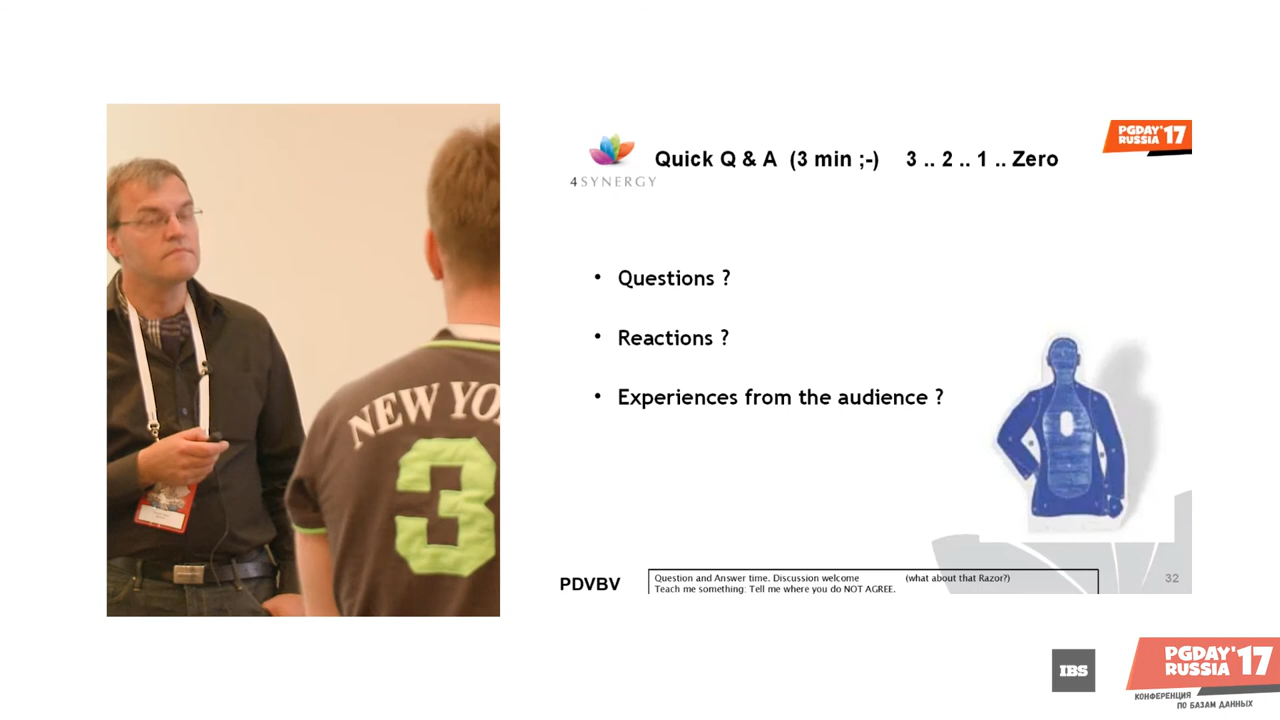 NEW YO
3
4SYNERGY
Quick Q & A (3 min ;-) 3 .. 2 .. 1 .. Zero
PGDAY'17
RUSSIA
• Questions ?
• Reactions ?
• Experiences from the audience ?
PDVBV
Question and Answer time. Discussion welcome (what about that Razor?)
Teach me something: Tell me where you do NOT AGREE.
32
IBS
PGDAY'17
RUSSIA
КОНФЕРЕНЦИЯ
ПО БАЗАМ ДАННЫХ